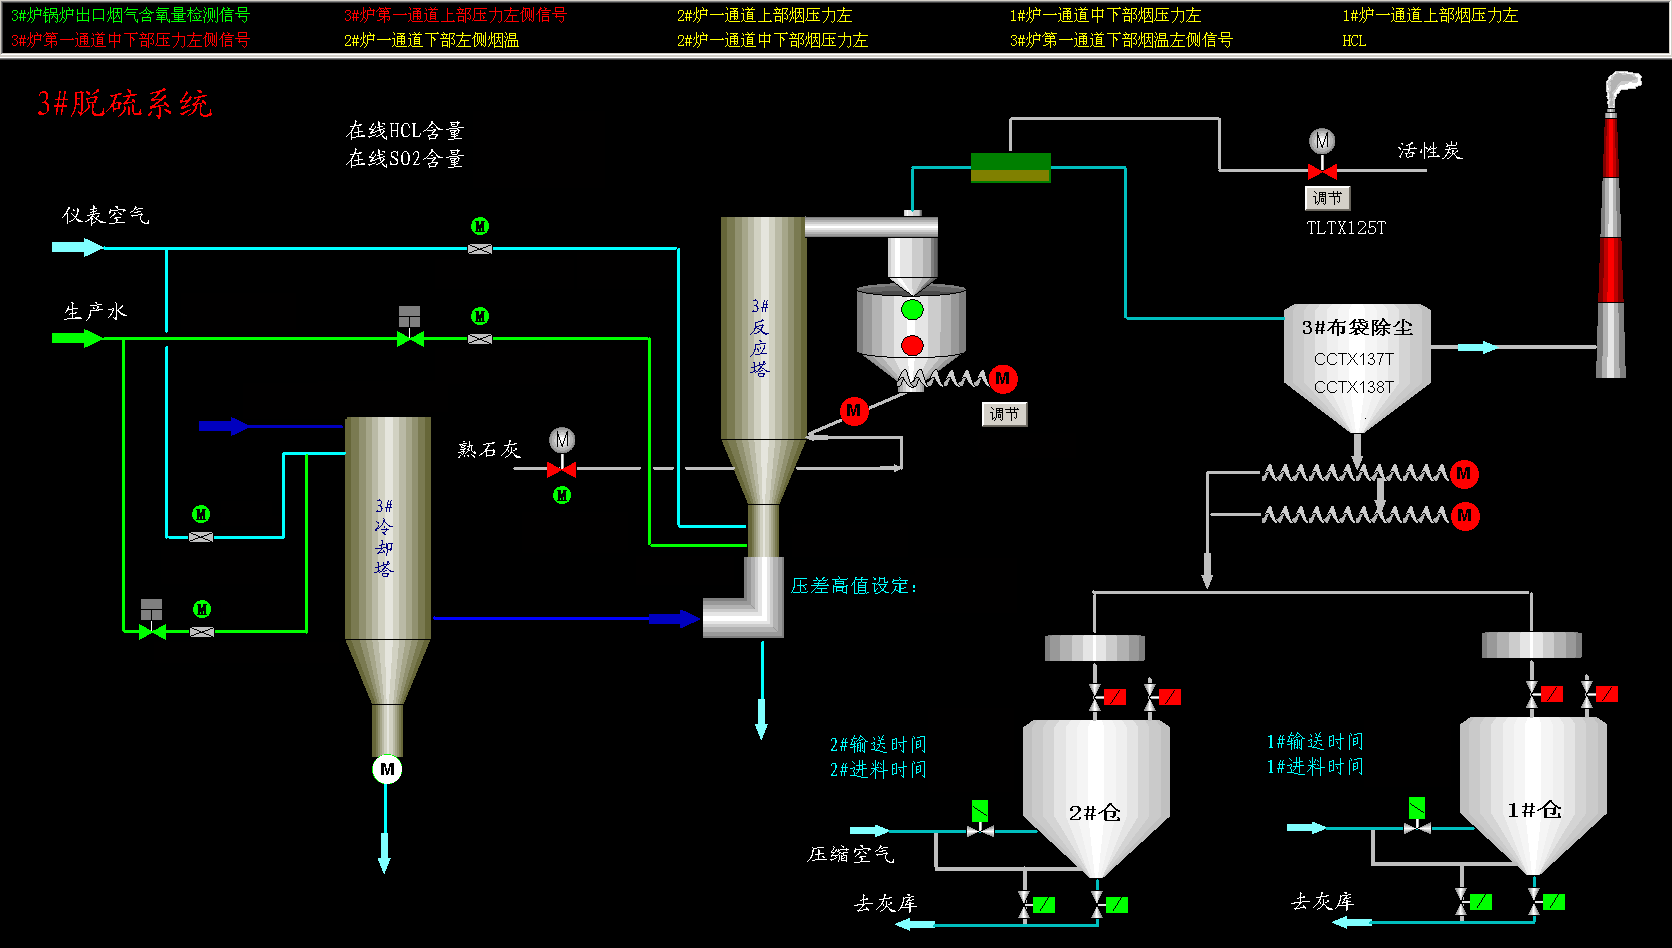 3#炉锅炉出口烟气含氧量检测信号
3#炉第一通道上部压力左侧信号
2#炉一通道上部烟压力左
1#炉一通道中下部烟压力左
1#炉一通道上部烟压力左
3#炉第一通道中下部压力左侧信号
2#炉一通道下部左侧烟温
2#炉一通道中下部烟压力左
3#炉第一通道下部烟温左侧信号
HCL
3#脱硫系统
在线HCL含量
在线SO2含量
M
活性炭
调节
TLTX125T
仪表空气
M
生产水
M
3#
反
应
塔
3#布袋除尘
CCTX137T
CCTX138T
M
M
调节
熟石灰
M
M
M
M
3#
冷
却
塔
M
M
压差高值设定:
M
2#输送时间
2#进料时间
1#输送时间
1#进料时间
2#仓
1#仓
压缩空气
去灰库
去灰库